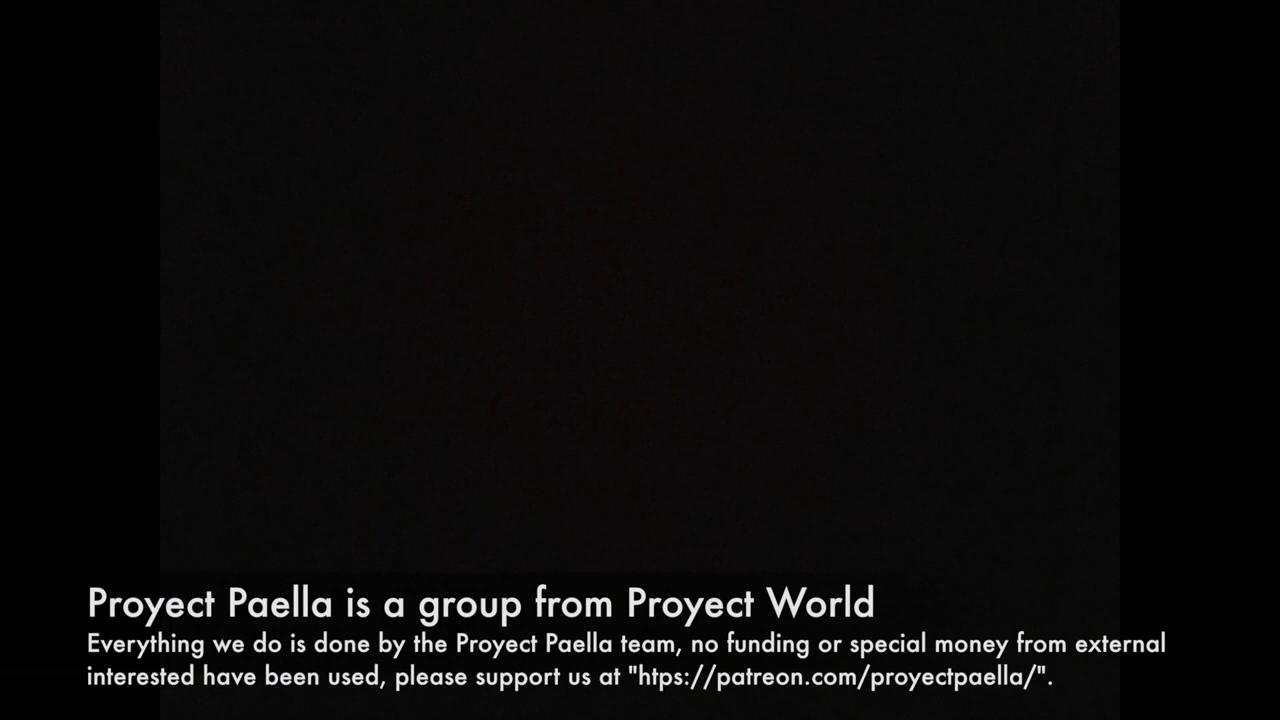 Proyect Paella is a group from Proyect World
Everything we do is done by the Proyect Paella team, no funding or special money from external
interested have been used, please support us at "htps://patreon.com/proyectpaella/".